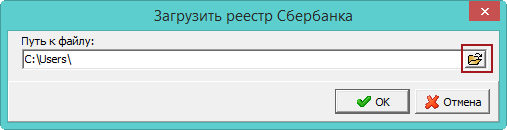 Загрузить реестр Сбербанка
Путь к файлу:
C:\Users\
OK
Отмена